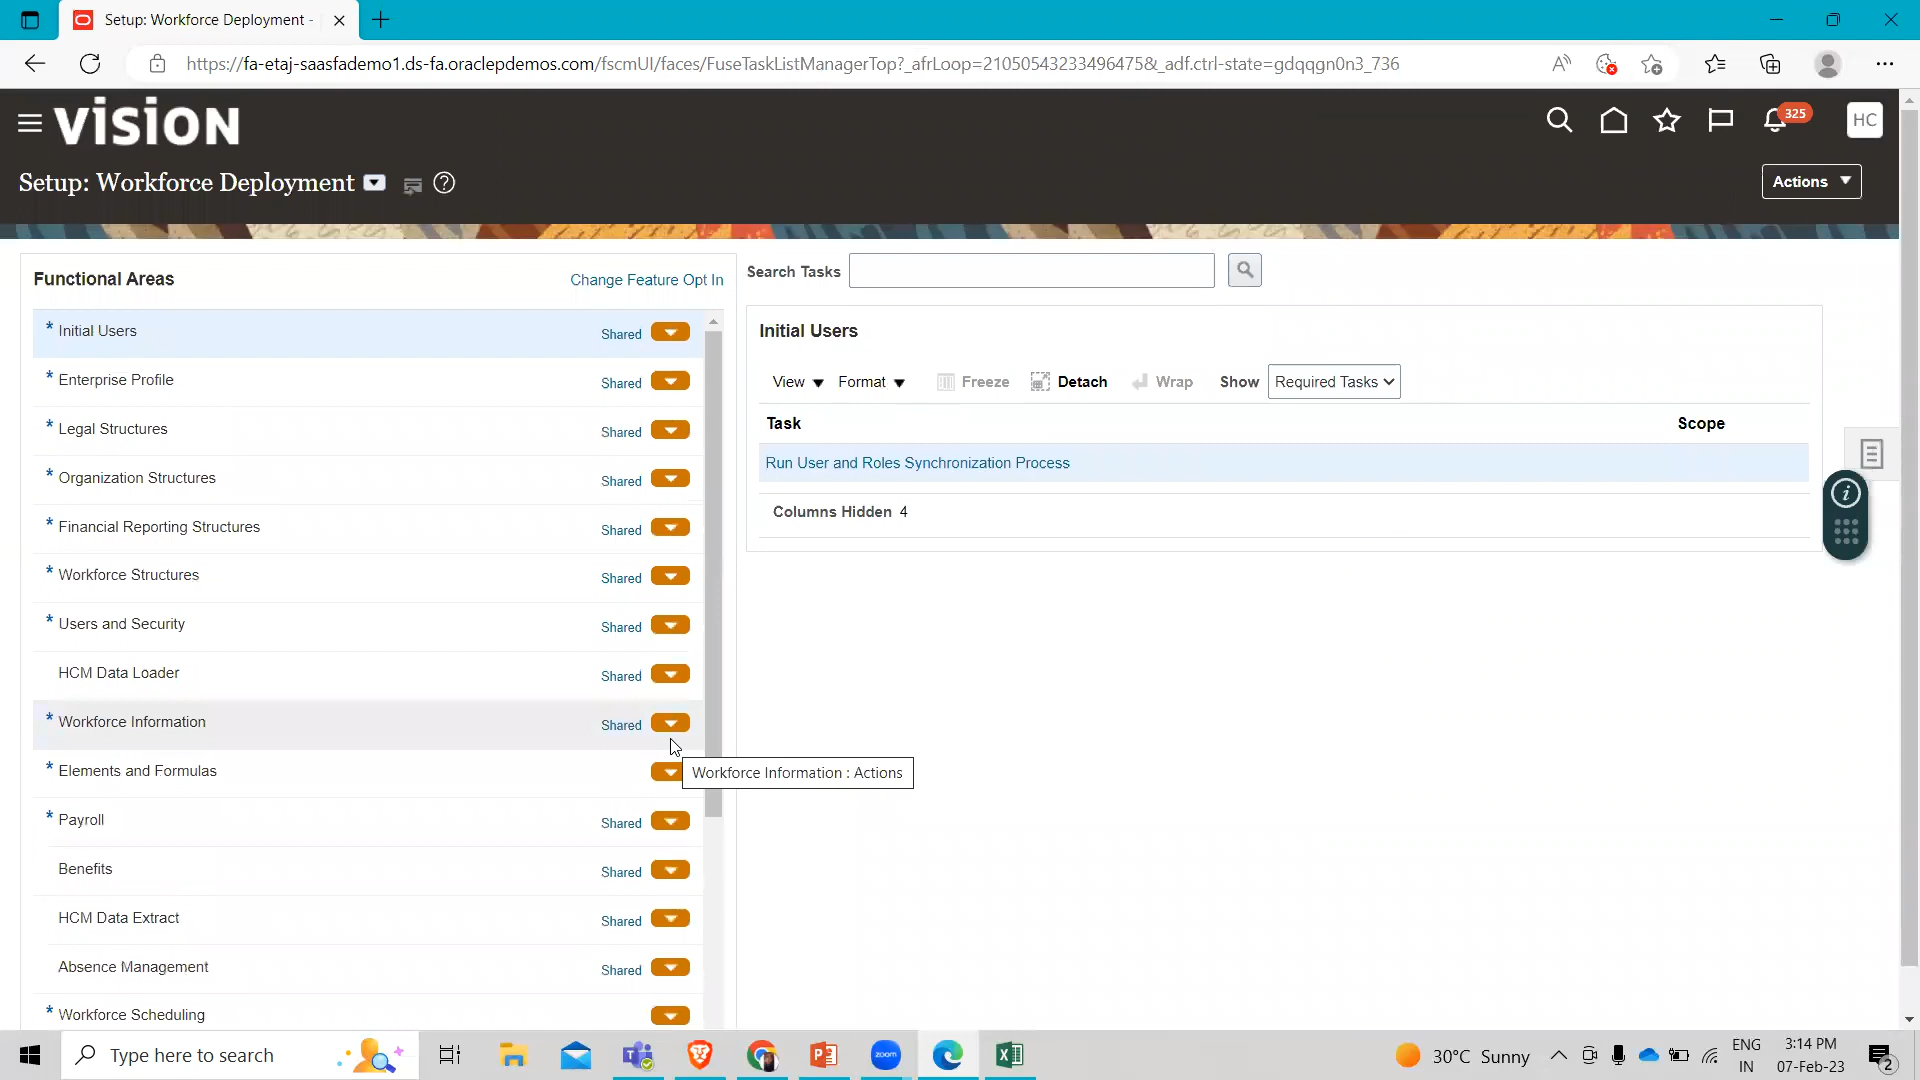 Setup: Workforce Deployment -
https://fa-etaj-saasfademo1.ds-fa.oraclepdemos.com/fscmUI/faces/FuseTaskListManagerTop?_afrLoop=21050543233496475&_adf.ctrl-state=gdqqgn0n3_736
vision
325
HC
Setup: Workforce Deployment
Actions
Functional Areas
Change Feature Opt In
Search Tasks
* Initial Users Shared
* Enterprise Profile Shared
* Legal Structures Shared
* Organization Structures Shared
* Financial Reporting Structures Shared
* Workforce Structures Shared
* Users and Security Shared
HCM Data Loader Shared
* Workforce Information Shared
* Elements and Formulas
* Payroll Shared
Benefits Shared
HCM Data Extract Shared
Absence Management Shared
* Workforce Scheduling
Workforce Information : Actions
Initial Users
View Format Freeze Detach Wrap Show Required Tasks
Task Scope
Run User and Roles Synchronization Process
Columns Hidden 4
Type here to search
zoom
30°C Sunny
ENG
IN
3:14 PM
07-Feb-23
2